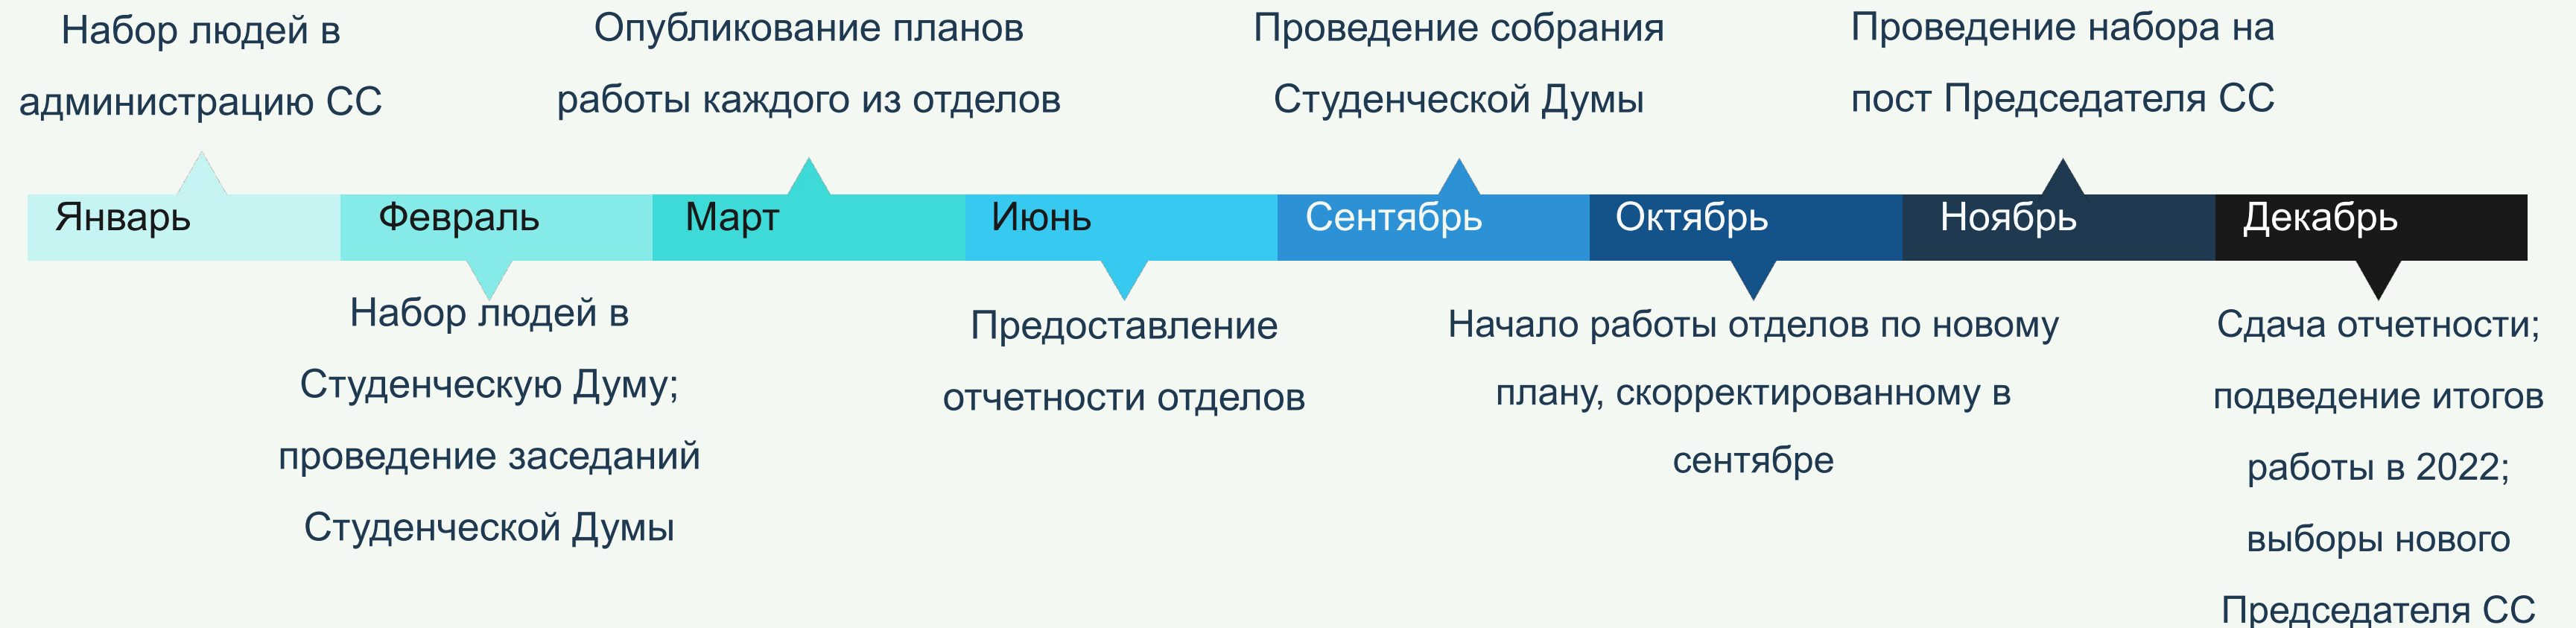 Набор людей в
администрацию СС
Опубликование планов
работы каждого из отделов
Проведение собрания
Студенческой Думы
Проведение набора на
пост Председателя СС
Январь
Февраль
Март
Июнь
Сентябрь
Октябрь
Ноябрь
Декабрь
Набор людей в
Студенческую Думу;
проведение заседаний
Студенческой Думы
Предоставление
отчетности отделов
Начало работы отделов по новому
плану, скорректированному в
сентябре
Сдача отчетности;
подведение итогов
работы в 2022;
выборы нового
Председателя СС